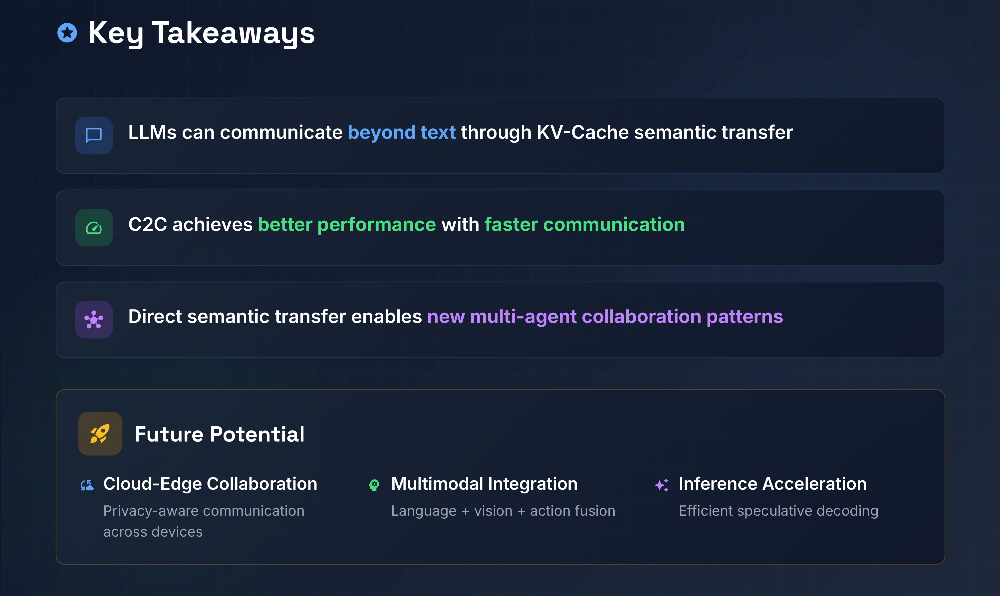 Key Takeaways
LLMs can communicate beyond text through KV-Cache semantic transfer
C2C achieves better performance with faster communication
Direct semantic transfer enables new multi-agent collaboration patterns
Future Potential
Cloud-Edge Collaboration
Privacy-aware communication
across devices
Multimodal Integration
Language + vision + action fusion
Inference Acceleration
Efficient speculative decoding